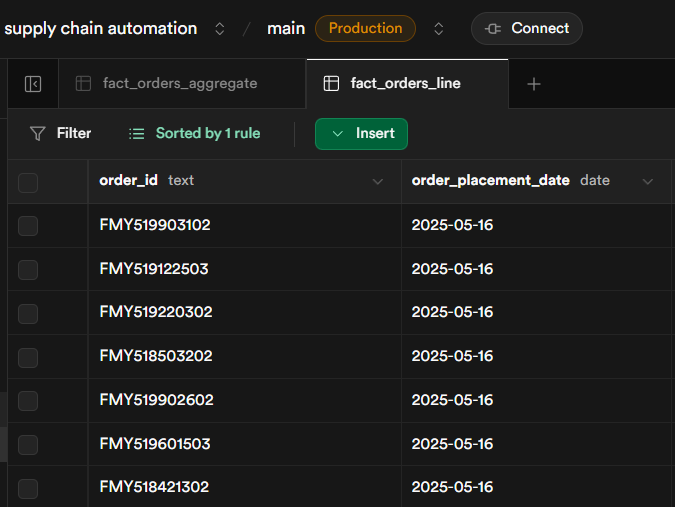 supply chain automation / main Production Connect
fact_orders_aggregate fact_orders_line
Filter Sorted by 1 rule Insert
order_id text order_placement_date date
FMY519903102 2025-05-16
FMY519122503 2025-05-16
FMY519220302 2025-05-16
FMY518503202 2025-05-16
FMY519902602 2025-05-16
FMY519601503 2025-05-16
FMY518421302 2025-05-16